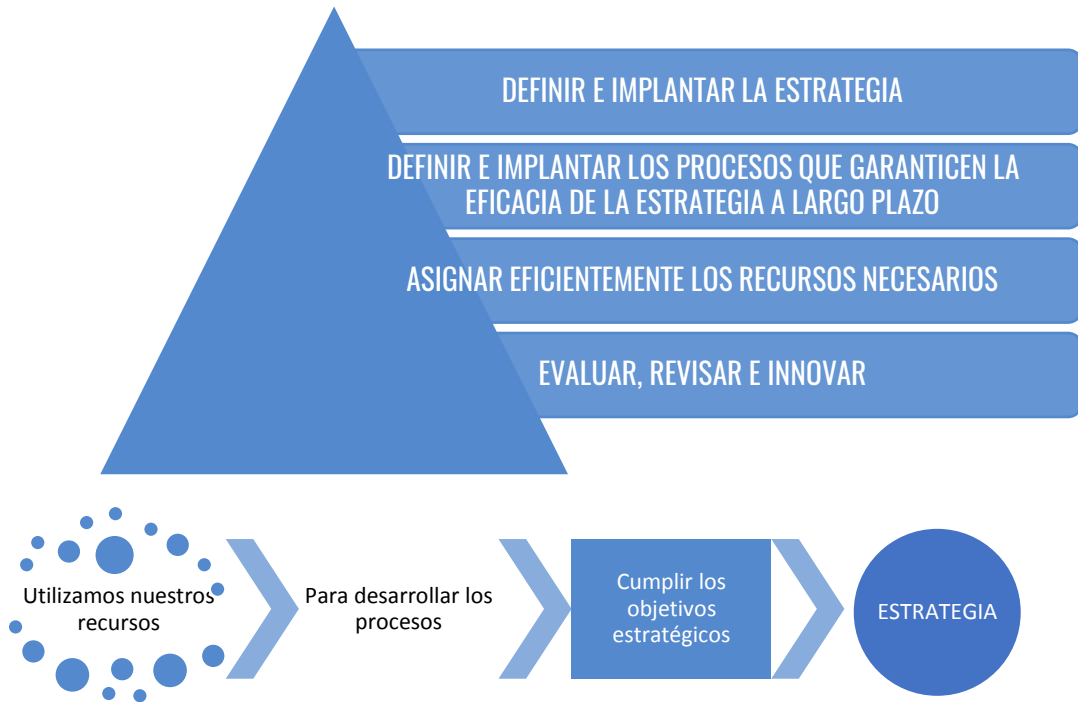 DEFINIR E IMPLANTAR LA ESTRATEGIA
DEFINIR E IMPLANTAR LOS PROCESOS QUE GARANTICEN LA
EFICACIA DE LA ESTRATEGIA A LARGO PLAZO
ASIGNAR EFICIENTEMENTE LOS RECURSOS NECESARIOS
EVALUAR, REVISAR E INNOVAR
Utilizamos nuestros
recursos
Para desarrollar los
procesos
Cumplir los
objetivos
estratégicos
ESTRATEGIA